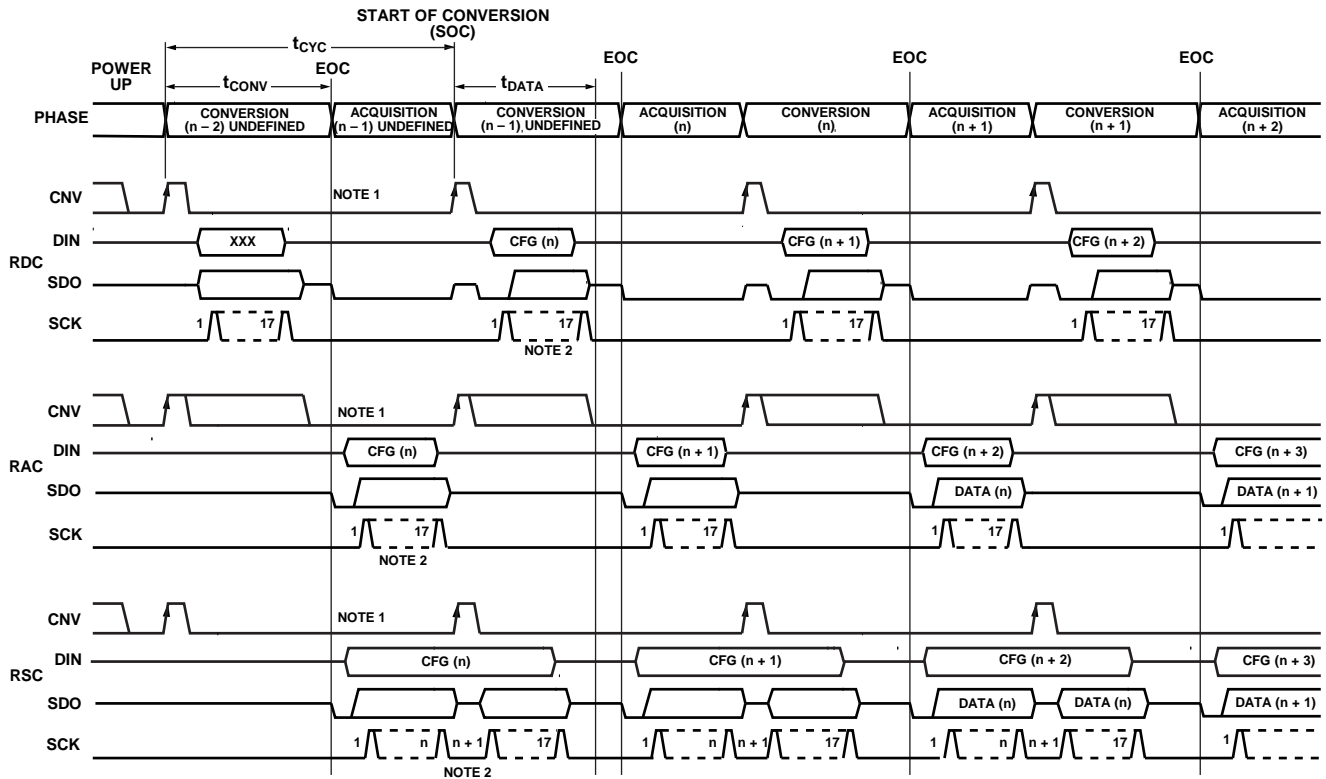 START OF CONVERSION
(SOC)
tCYC
POWER
UP
EOC
EOC
EOC
EOC
tCONV
tDATA
PHASE
CONVERSION
(n – 2) UNDEFINED
ACQUISITION
(n – 1) UNDEFINED
CONVERSION
(n – 1) UNDEFINED
ACQUISITION
(n)
CONVERSION
(n)
ACQUISITION
(n + 1)
CONVERSION
(n + 1)
ACQUISITION
(n + 2)
CNV
NOTE 1
RDC
DIN
XXX
CFG (n)
CFG (n + 1)
CFG (n + 2)
SDO
SCK
1 17
1 17
1 17
1 17
NOTE 2
CNV
NOTE 1
RAC
DIN
CFG (n)
CFG (n + 1)
CFG (n + 2)
CFG (n + 3)
SDO
DATA (n)
DATA (n + 1)
SCK
1 17
1 17
1 17
1
NOTE 2
CNV
NOTE 1
RSC
DIN
CFG (n)
CFG (n + 1)
CFG (n + 2)
CFG (n + 3)
SDO
DATA (n)
DATA (n)
DATA (n + 1)
SCK
1 n n + 1 17
1 n n + 1 17
1 n n + 1 17
1
NOTE 2